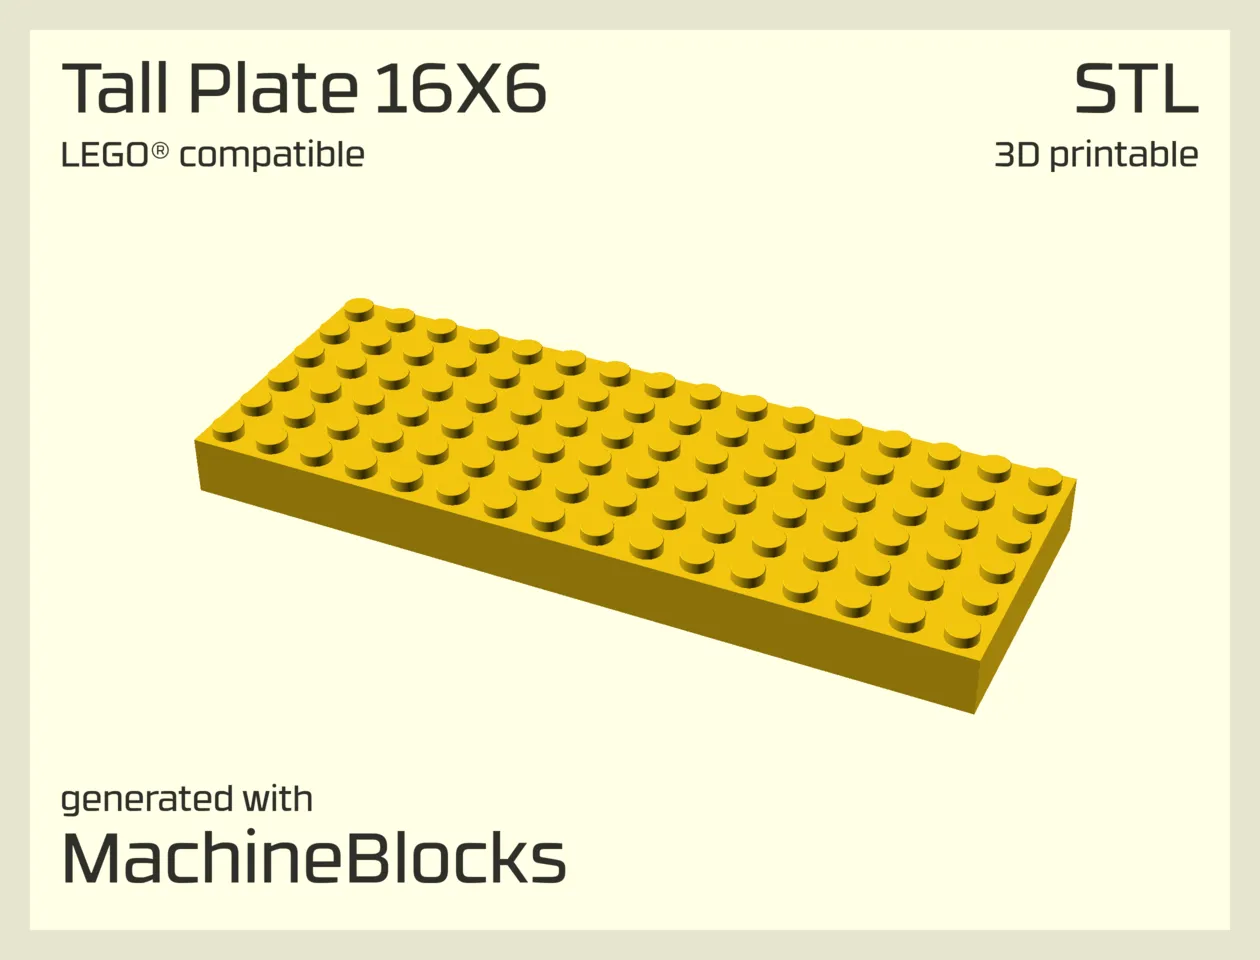 Tall Plate 16X6
LEGO® compatible
STL
3D printable
generated with
MachineBlocks